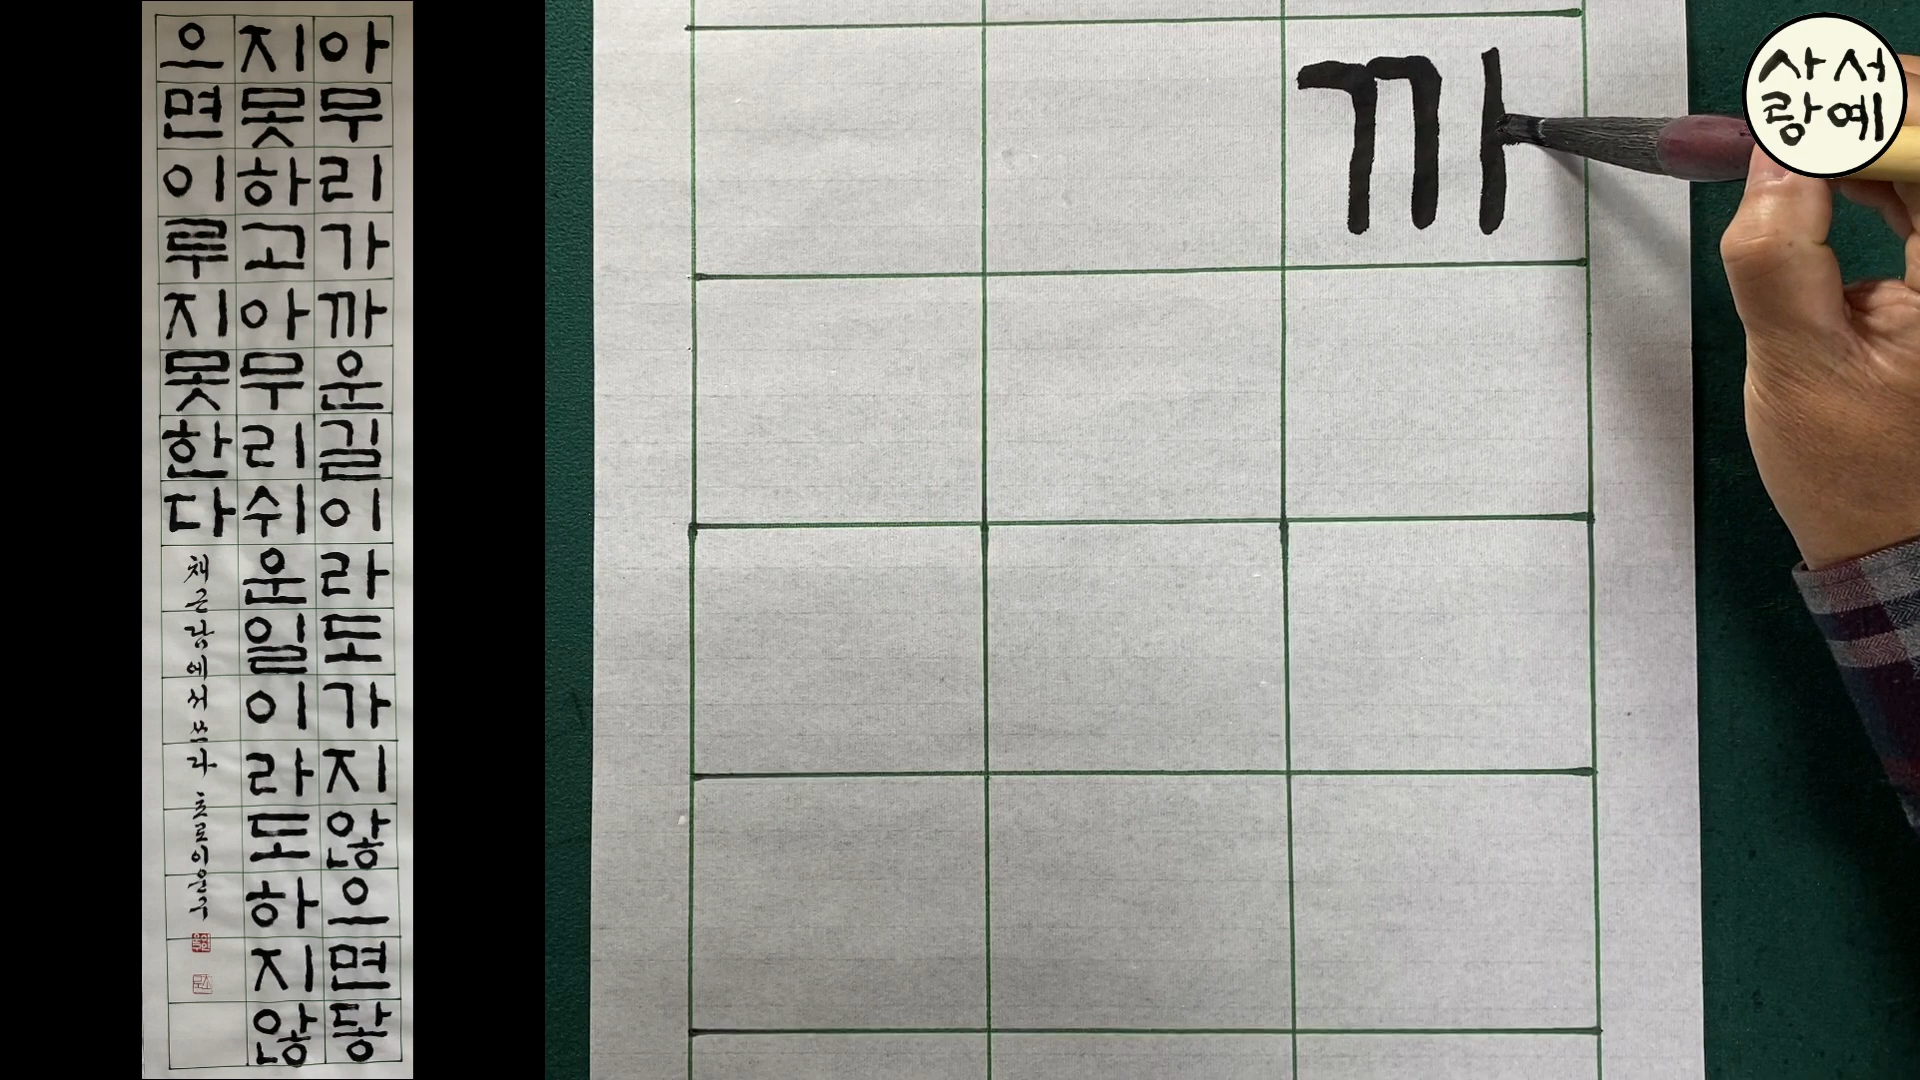 아무리가까운길이라도가지않으면닿
지못하고아무리쉬운일이라도하지않
으면이루지못한다
채근담에서쓰다
까
서예
사랑